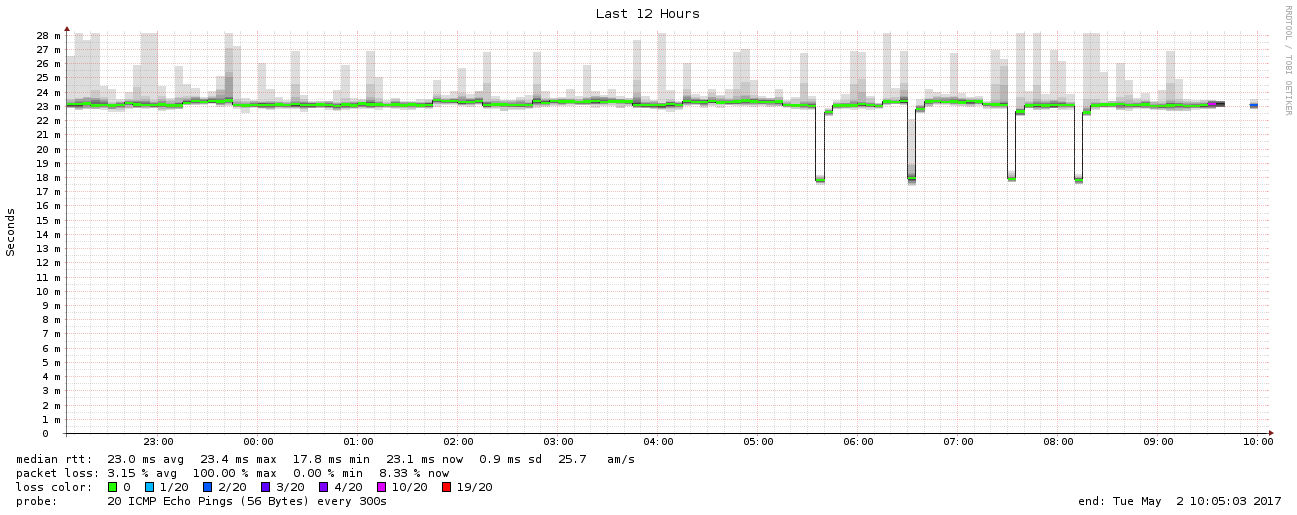 Last 12 Hours
RRDTOOL / TOBI OETIKER
Seconds
28 m
27 m
26 m
25 m
24 m
23 m
22 m
21 m
20 m
19 m
18 m
17 m
16 m
15 m
14 m
13 m
12 m
11 m
10 m
9 m
8 m
7 m
6 m
5 m
4 m
3 m
2 m
1 m
0
23:00 00:00 01:00 02:00 03:00 04:00 05:00 06:00 07:00 08:00 09:00 10:00
median rtt: 23.0 ms avg 23.4 ms max 17.8 ms min 23.1 ms now 0.9 ms sd 25.7 am/s
packet loss: 3.15 % avg 100.00 % max 0.00 % min 8.33 % now
loss color: 0 1/20 2/20 3/20 4/20 10/20 19/20
probe: 20 ICMP Echo Pings (56 Bytes) every 300s end: Tue May 2 10:05:03 2017